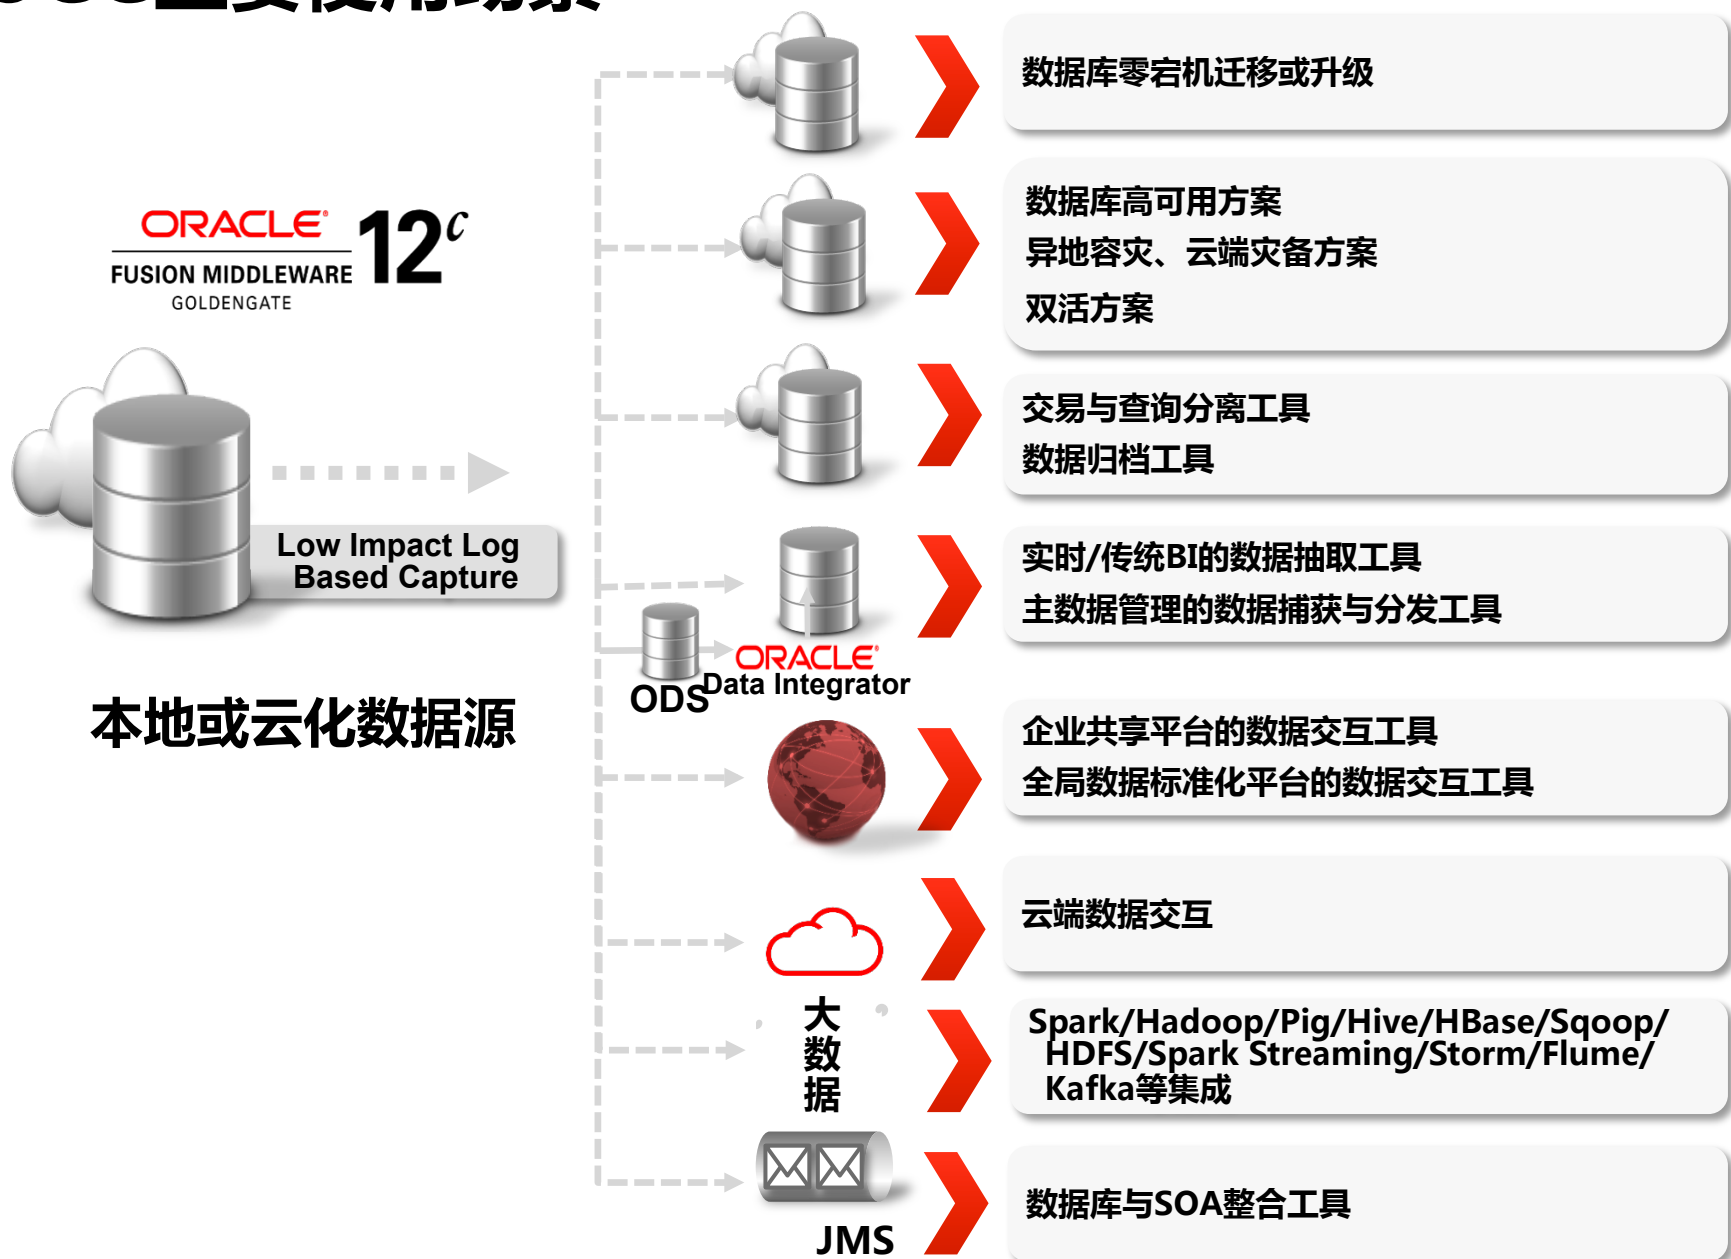 主要使用场景
ORACLE®
FUSION MIDDLEWARE
GOLDENGATE
12c
Low Impact Log
Based Capture
本地或云化数据源
数据库零宕机迁移或升级
数据库高可用方案
异地容灾、云端灾备方案
双活方案
交易与查询分离工具
数据归档工具
实时/传统BI的数据抽取工具
主数据管理的数据捕获与分发工具
ODS
ORACLE®
Data Integrator
企业共享平台的数据交互工具
全局数据标准化平台的数据交互工具
云端数据交互
大
数
据
Spark/Hadoop/Pig/Hive/HBase/Sqoop/
HDFS/Spark Streaming/Storm/Flume/
Kafka等集成
JMS
数据库与SOA整合工具